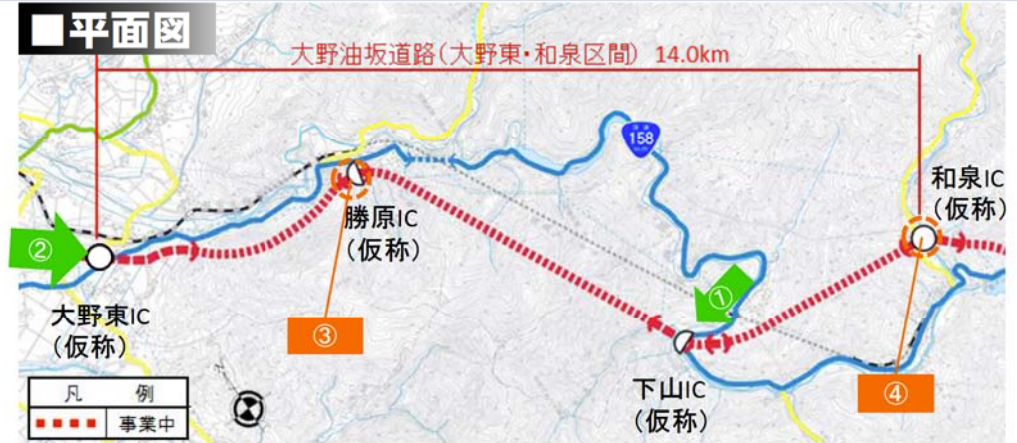 ■平面図
大野油坂道路(大野東・和泉区間) 14.0km
158
和泉IC
(仮称)
勝原IC
(仮称)
②
①
大野東IC
(仮称)
③
下山IC
(仮称)
④
凡 例
事業中